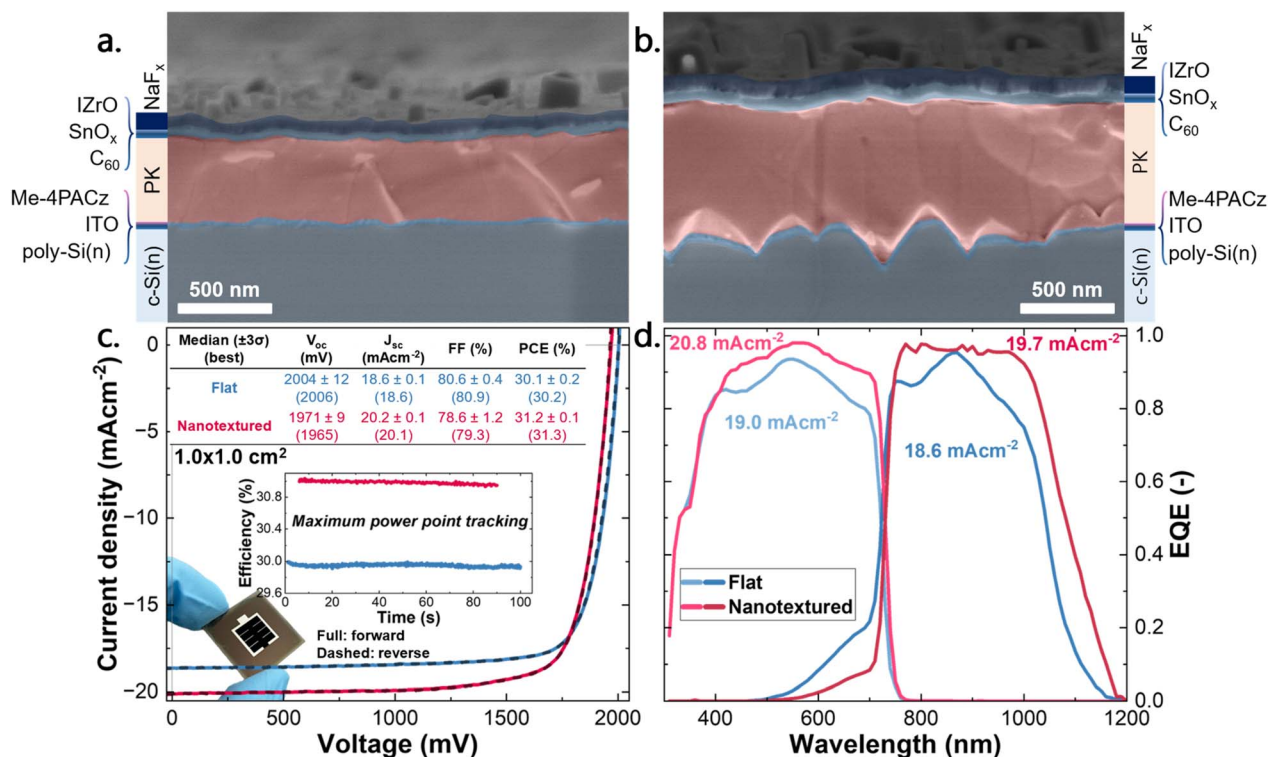 a.
NaFₓ
IZrO
SnOₓ
C₆₀
PK
Me-4PACz
ITO
poly-Si(n)
c-Si(n)
500 nm
b.
NaFₓ
IZrO
SnOₓ
C₆₀
PK
Me-4PACz
ITO
poly-Si(n)
c-Si(n)
500 nm
c.
Median (±3σ) (best) V_oc (mV) J_sc (mAcm⁻²) FF (%) PCE (%)
Flat 2004 ± 12 18.6 ± 0.1 80.6 ± 0.4 30.1 ± 0.2
(2006) (18.6) (80.9) (30.2)
Nanotextured 1971 ± 9 20.2 ± 0.1 78.6 ± 1.2 31.2 ± 0.1
(1965) (20.1) (79.3) (31.3)
1.0x1.0 cm²
Efficiency (%)
30.8
30.4
30.0
29.6
Maximum power point tracking
0 20 40 60 80 100
Time (s)
Full: forward
Dashed: reverse
Current density (mAcm⁻²)
0
−5
−10
−15
−20
0 500 1000 1500 2000
Voltage (mV)
d.
20.8 mAcm⁻²
19.7 mAcm⁻²
19.0 mAcm⁻²
18.6 mAcm⁻²
Flat
Nanotextured
1.0
0.8
0.6
0.4
0.2
0.0
EQE (-)
400 600 800 1000 1200
Wavelength (nm)